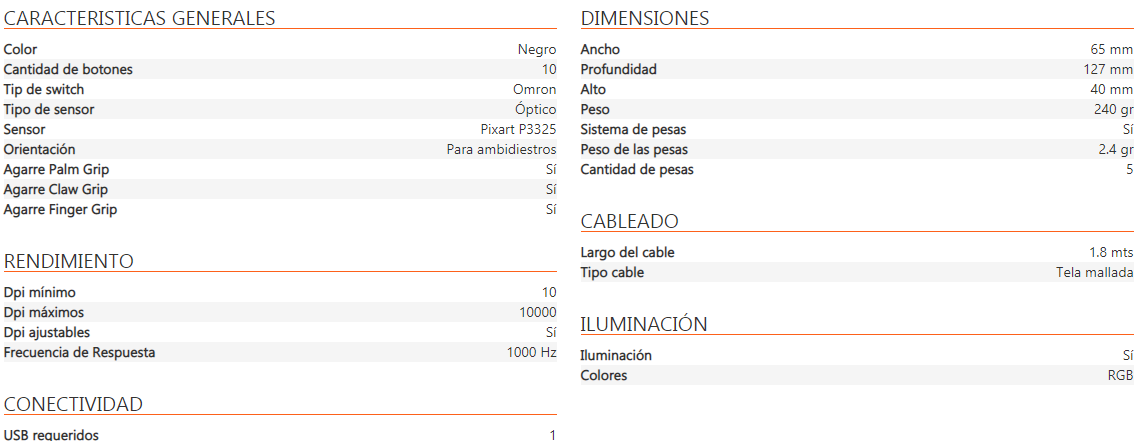 CARACTERISTICAS GENERALES
Color Negro
Cantidad de botones 10
Tip de switch Omron
Tipo de sensor Óptico
Sensor Pixart P3325
Orientación Para ambidiestros
Agarre Palm Grip Sí
Agarre Claw Grip Sí
Agarre Finger Grip Sí
RENDIMIENTO
Dpi mínimo 10
Dpi máximos 10000
Dpi ajustables Sí
Frecuencia de Respuesta 1000 Hz
CONECTIVIDAD
USB requeridos 1
DIMENSIONES
Ancho 65 mm
Profundidad 127 mm
Alto 40 mm
Peso 240 gr
Sistema de pesas Sí
Peso de las pesas 2.4 gr
Cantidad de pesas 5
CABLEADO
Largo del cable 1.8 mts
Tipo cable Tela mallada
ILUMINACIÓN
Iluminación Sí
Colores RGB